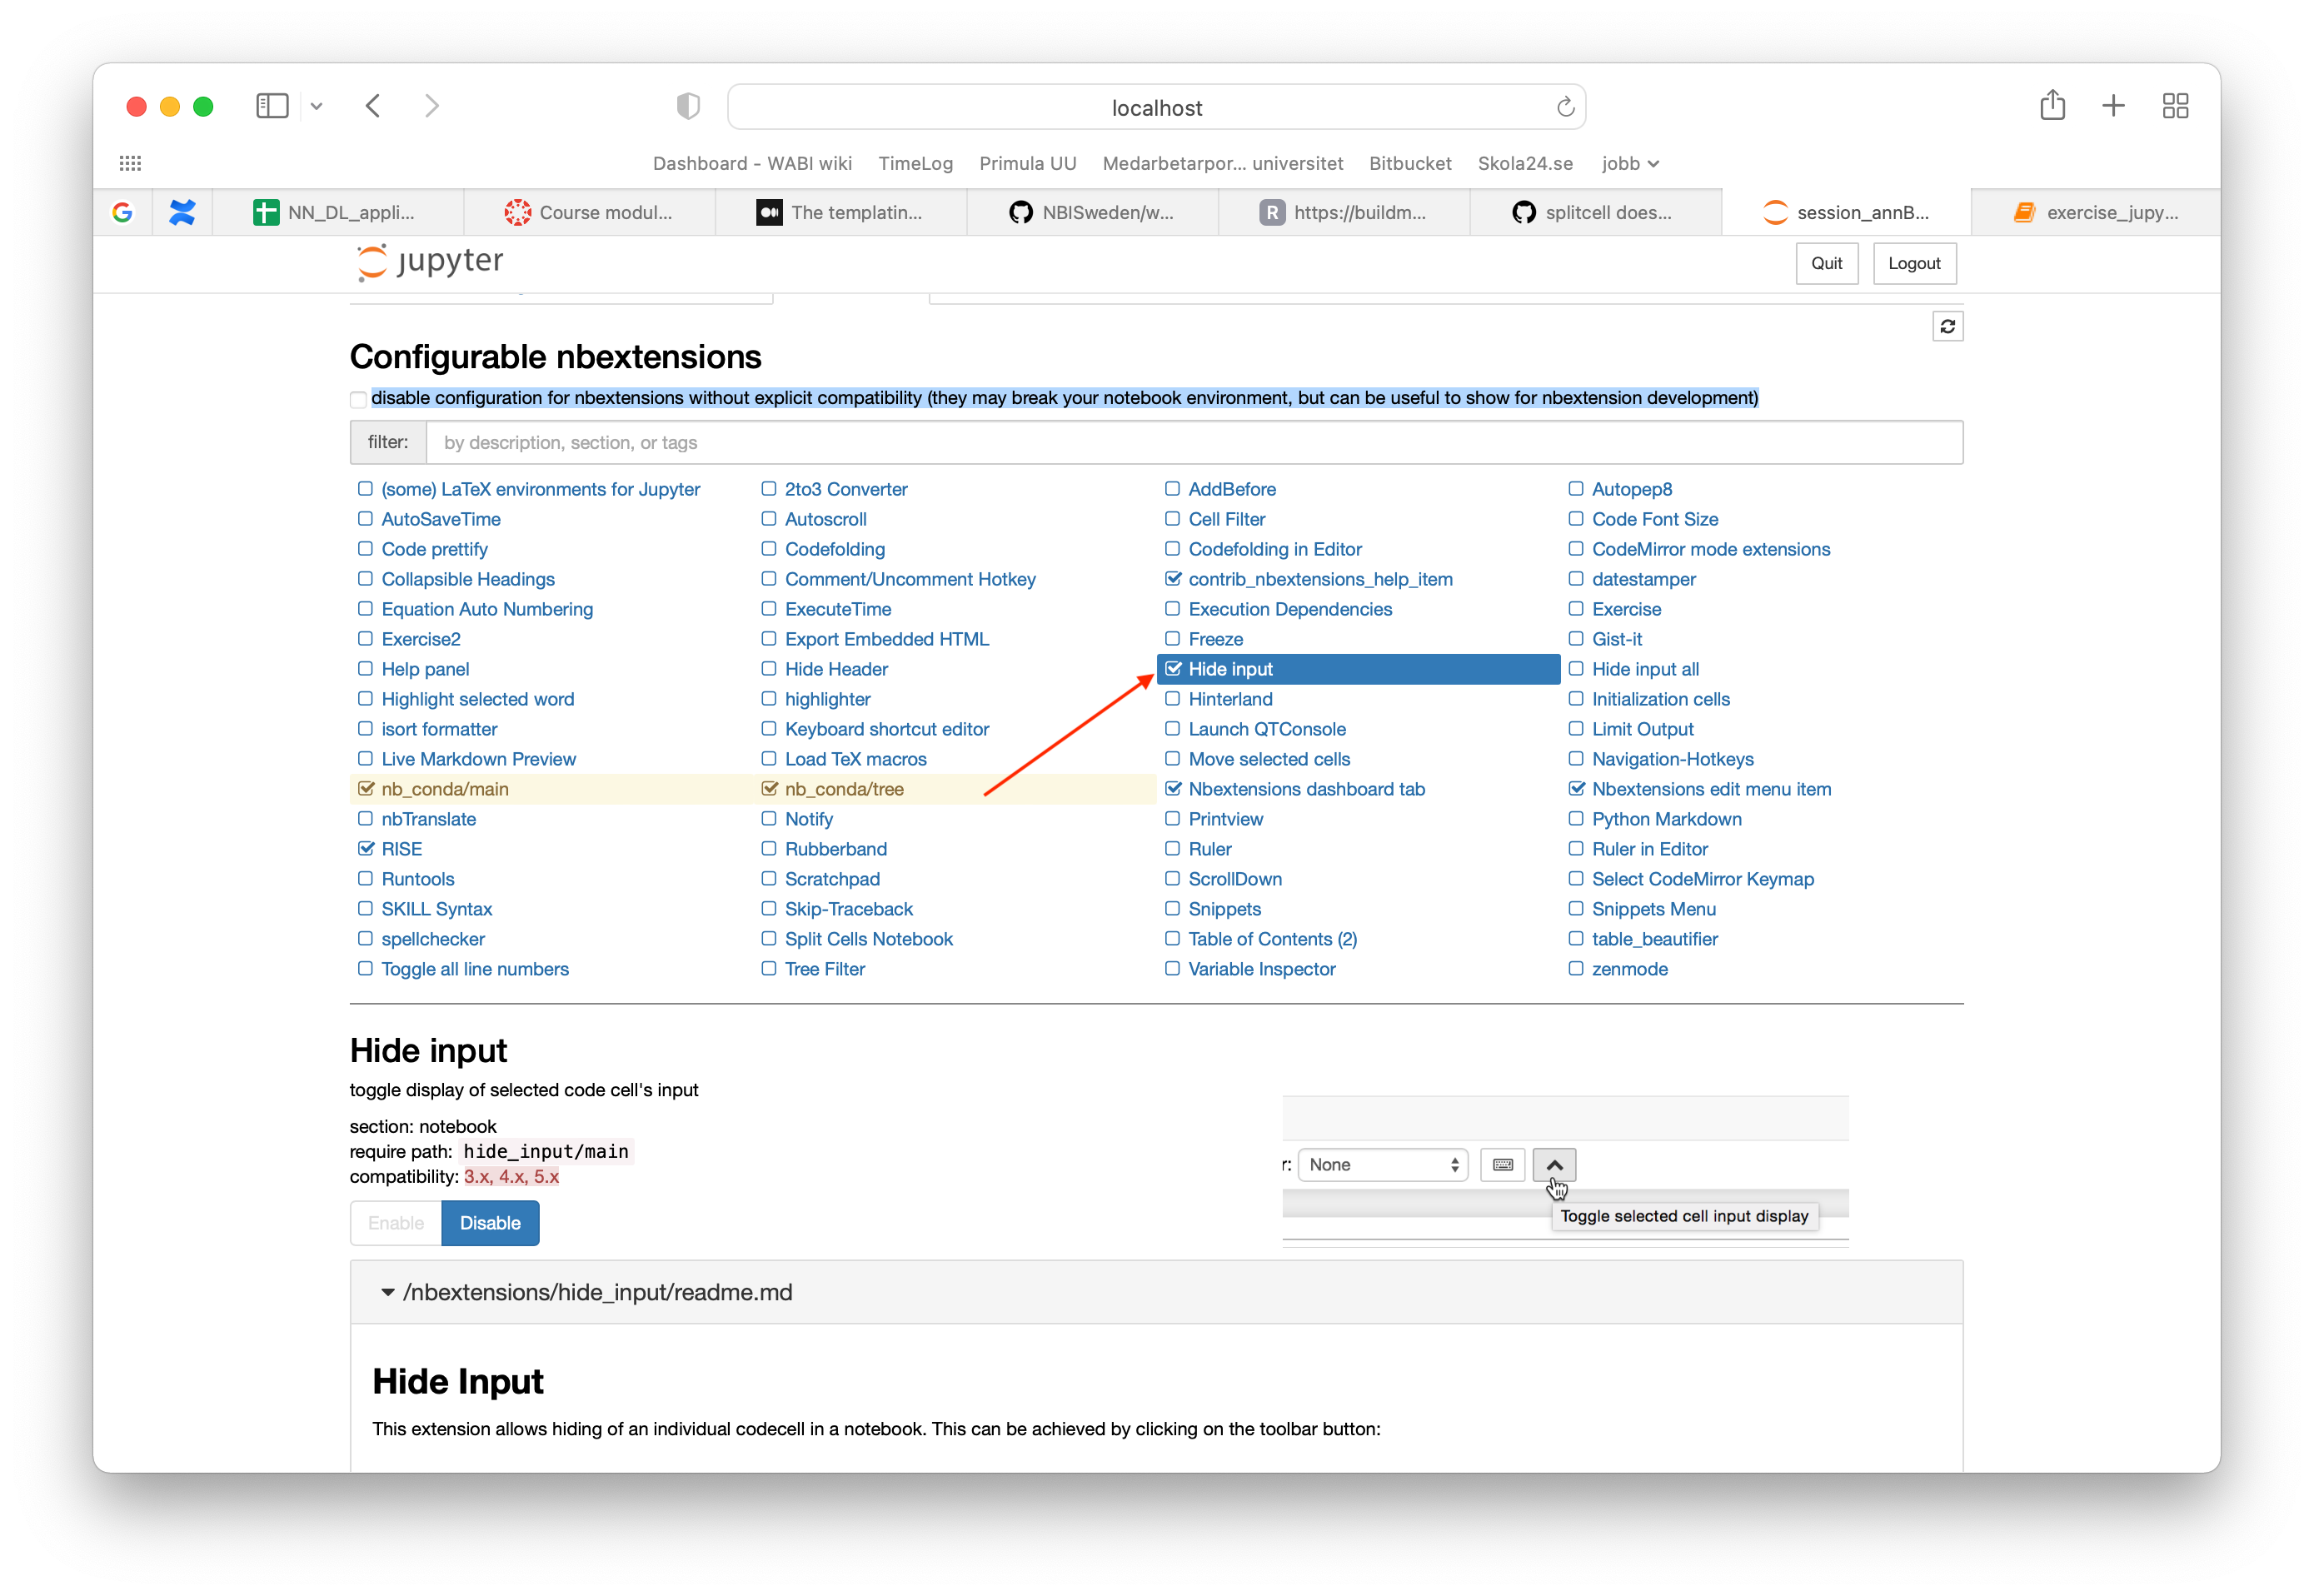 localhost
Dashboard - WABI wiki TimeLog Primula UU Medarbetarpor... universitet Bitbucket Skola24.se jobb
NN_DL_appli... Course modul... The templatin... NBISweden/w... R https://buildm... splitcell does... session_annB... exercise_jupy...
jupyter Quit Logout
Configurable nbextensions
disable configuration for nbextensions without explicit compatibility (they may break your notebook environment, but can be useful to show for nbextension development)
filter: by description, section, or tags
(some) LaTeX environments for Jupyter 2to3 Converter AddBefore Autopep8
AutoSaveTime Autoscroll Cell Filter Code Font Size
Code prettify Codefolding Codefolding in Editor CodeMirror mode extensions
Collapsible Headings Comment/Uncomment Hotkey contrib_nbextensions_help_item datestamper
Equation Auto Numbering ExecuteTime Execution Dependencies Exercise
Exercise2 Export Embedded HTML Freeze Gist-it
Help panel Hide Header Hide input Hide input all
Highlight selected word highlighter Hinterland Initialization cells
isort formatter Keyboard shortcut editor Launch QTConsole Limit Output
Live Markdown Preview Load TeX macros Move selected cells Navigation-Hotkeys
nb_conda/main nb_conda/tree Nbextensions dashboard tab Nbextensions edit menu item
nbTranslate Notify Printview Python Markdown
RISE Rubberband Ruler Ruler in Editor
Runtools Scratchpad ScrollDown Select CodeMirror Keymap
SKILL Syntax Skip-Traceback Snippets Snippets Menu
spellchecker Split Cells Notebook Table of Contents (2) table_beautifier
Toggle all line numbers Tree Filter Variable Inspector zenmode
Hide input
toggle display of selected code cell's input
section: notebook
require path: hide_input/main
compatibility: 3.x, 4.x, 5.x
r: None
Toggle selected cell input display
Enable Disable
/nbextensions/hide_input/readme.md
Hide Input
This extension allows hiding of an individual codecell in a notebook. This can be achieved by clicking on the toolbar button: